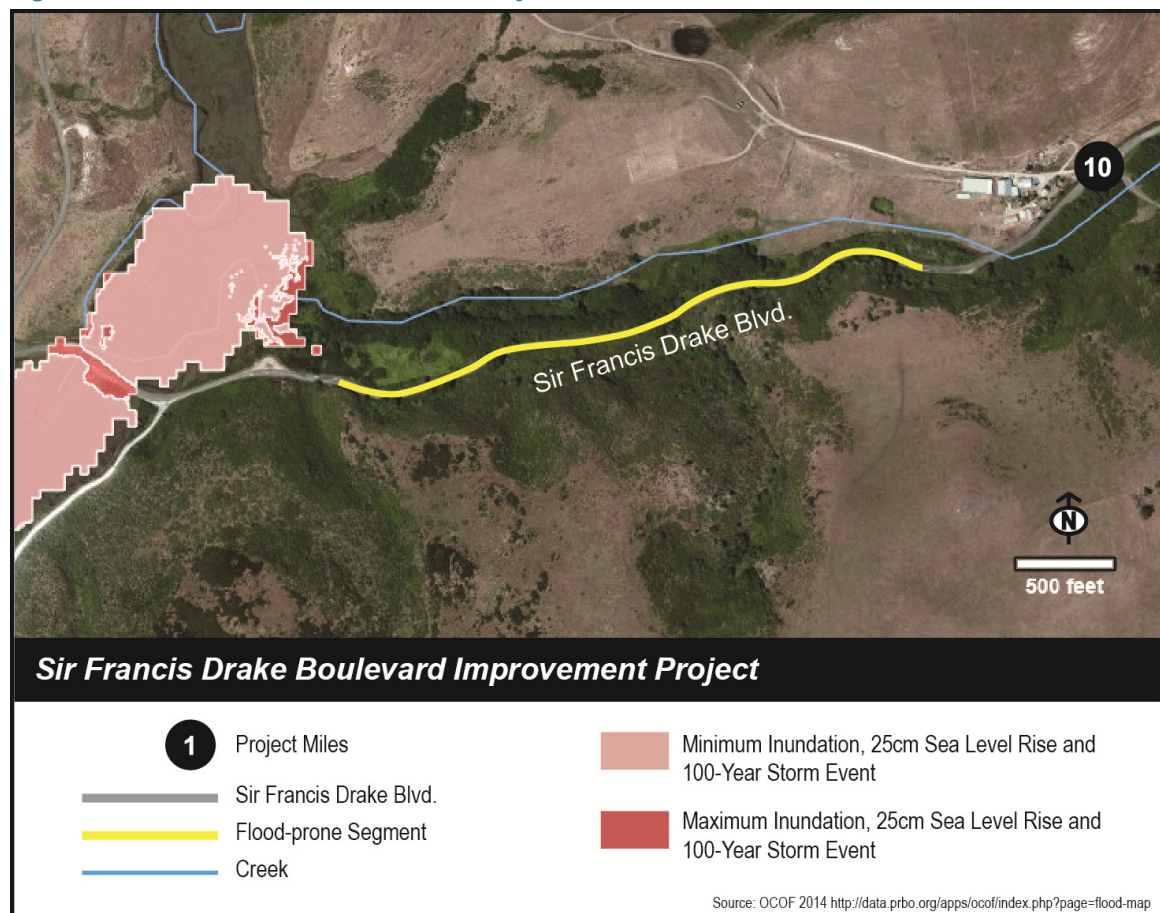 10
Sir Francis Drake Blvd.
N
500 feet
Sir Francis Drake Boulevard Improvement Project
1 Project Miles
Sir Francis Drake Blvd.
Flood-prone Segment
Creek
Minimum Inundation, 25cm Sea Level Rise and
100-Year Storm Event
Maximum Inundation, 25cm Sea Level Rise and
100-Year Storm Event
Source: OCOF 2014 http://data.prbo.org/apps/ocof/index.php?page=flood-map